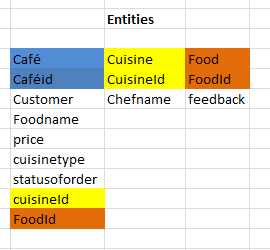 Entities
Café Cuisine Food
Caféid CuisineId FoodId
Customer Chefname feedback
Foodname
price
cuisinetype
statusoforder
cuisineId
FoodId